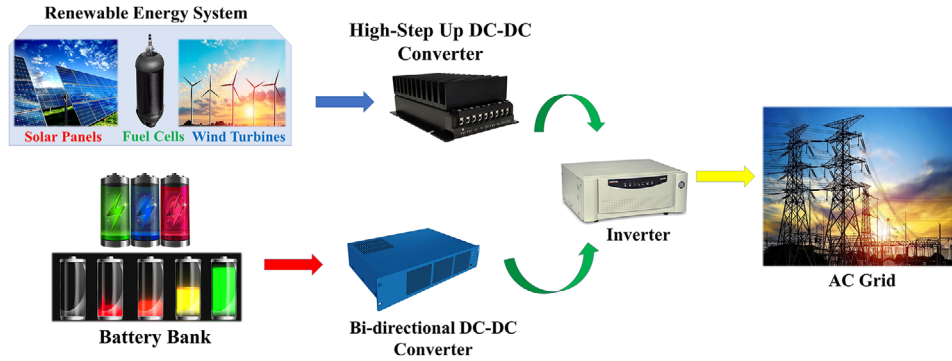 Renewable Energy System
Solar Panels
Fuel Cells
Wind Turbines
High-Step Up DC-DC
Converter
Inverter
AC Grid
Battery Bank
Bi-directional DC-DC
Converter